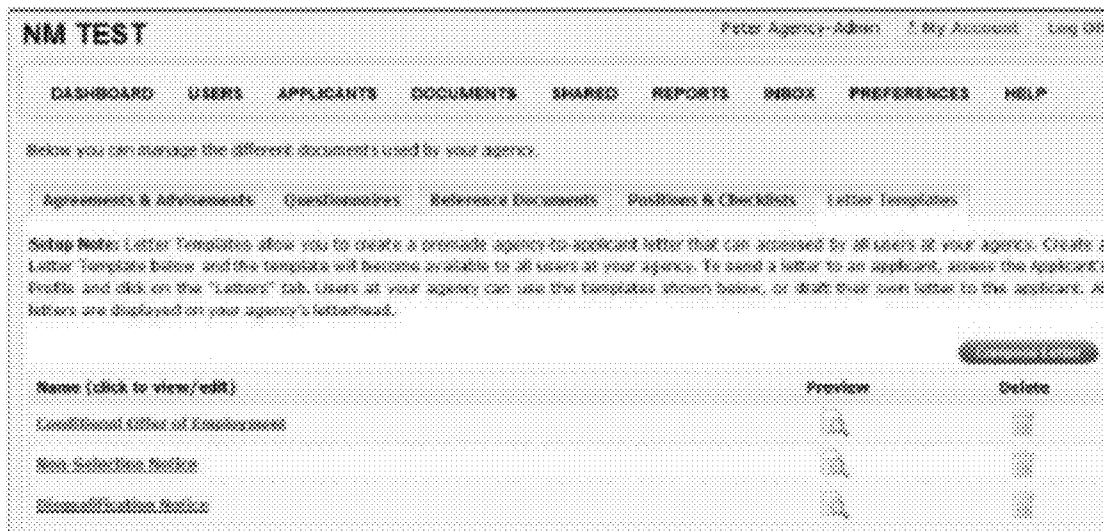 NM TEST
Peter Agency-Admin My Account Log Off
DASHBOARD USERS APPLICANTS DOCUMENTS SHARED REPORTS INBOX PREFERENCES HELP
Below you can manage the different documents used by your agency.
Agreements & Advisements Questionnaires Reference Documents Positions & Checklists Letter Templates
Setup Note: Letter Templates allow you to create a premade agency-to-applicant letter that can accessed by all users at your agency. Create a
Letter Template below and the template will become available to all users at your agency. To send a letter to an applicant, access the Applicant's
Profile and click on the "Letters" tab. Users at your agency can use the templates shown below, or draft their own letter to the applicant. All
letters are displayed on your agency's letterhead.
Name (click to view/edit) Preview Delete
Conditional Offer of Employment
Non Selection Notice
Disqualification Notice